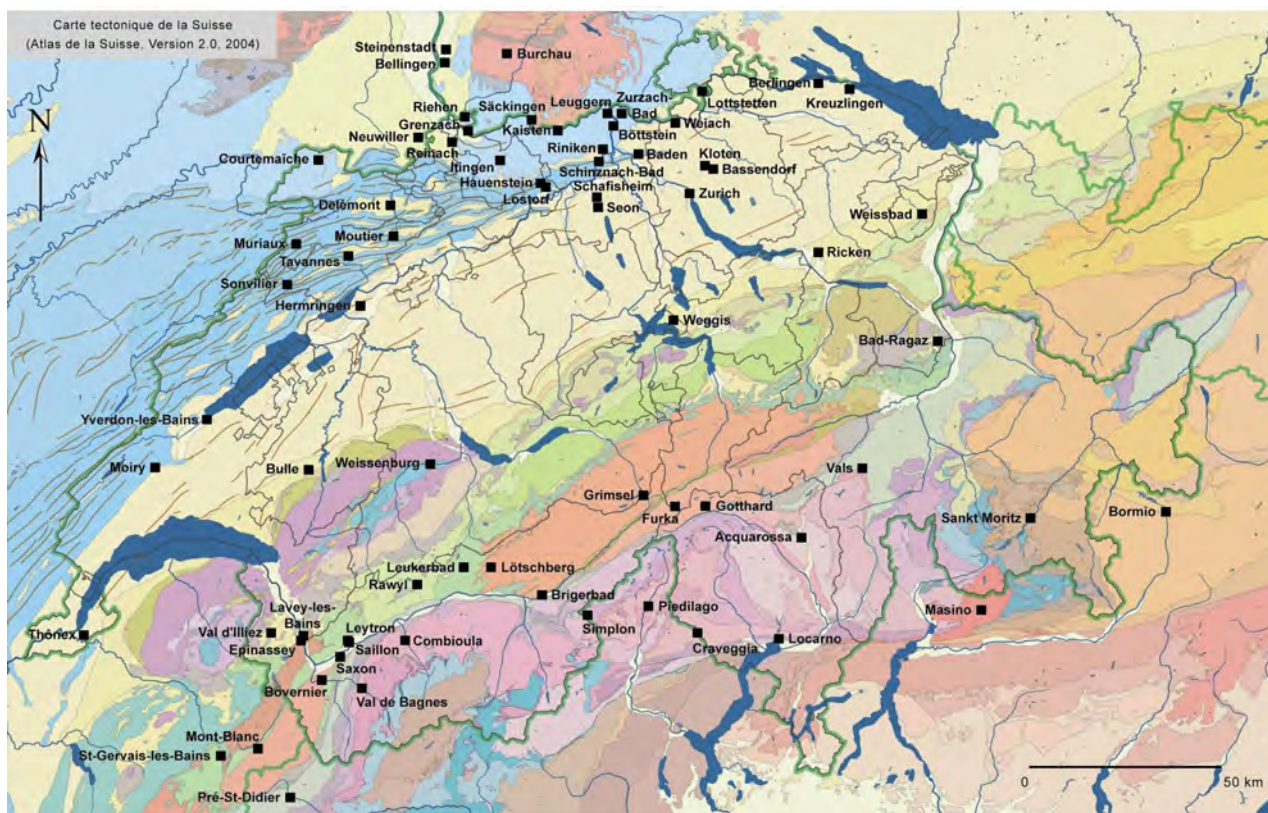 Carte tectonique de la Suisse
(Atlas de la Suisse, Version 2.0, 2004)
N
Steinenstadt
Bellingen
Burchau
Riehen
Säckingen
Leuggern
Zurzach-
Bad
Lottstetten
Berlingen
Kreuzlingen
Grenzach
Neuwiller
Reinach
Kaisten
Böttstein
Weiach
Courtemaîche
Itingen
Riniken
Baden
Kloten
Bassendorf
Hauenstein
Schinznach-Bad
Lostorf
Schafisheim
Seon
Zurich
Delémont
Weissbad
Moutier
Muriaux
Tavannes
Ricken
Sonvilier
Hermringen
Weggis
Bad-Ragaz
Yverdon-les-Bains
Moiry
Bulle
Weissenburg
Vals
Grimsel
Furka
Gotthard
Sankt Moritz
Bormio
Acquarossa
Leukerbad
Lötschberg
Rawyl
Brigerbad
Piedilago
Masino
Simplon
Lavey-les-
Bains
Thônex
Val d'Illiez
Epinassey
Leytron
Saillon
Combioula
Craveggia
Locarno
Saxon
Bovernier
Val de Bagnes
Mont-Blanc
St-Gervais-les-Bains
Pré-St-Didier
0
50 km